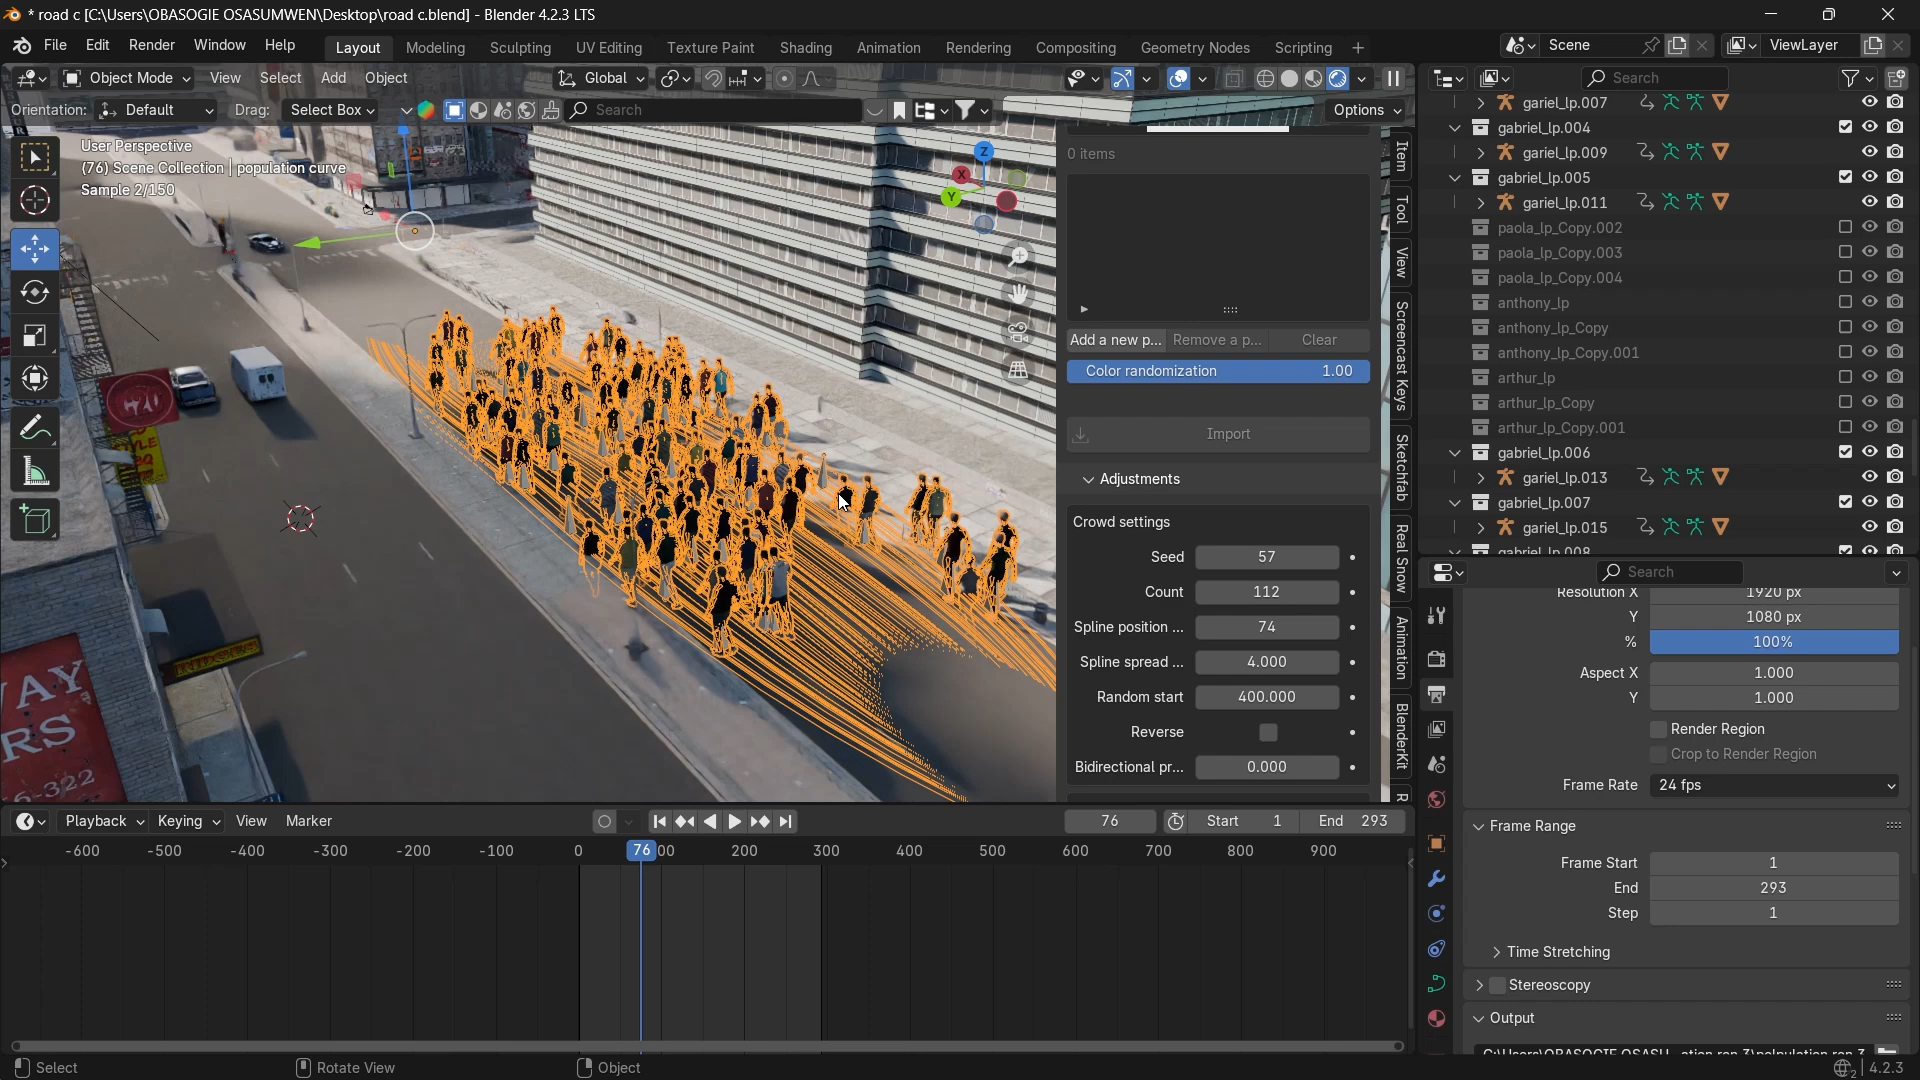 * road c [C:\Users\OBASOGIE OSASUMWEN\Desktop\road c.blend] - Blender 4.2.3 LTS
File Edit Render Window Help Layout Modeling Sculpting UV Editing Texture Paint Shading Animation Rendering Compositing Geometry Nodes Scripting + Scene ViewLayer
Object Mode View Select Add Object Global
Orientation: Default Drag: Select Box Search Options
User Perspective
(76) Scene Collection | population curve
Sample 2/150
Z
X
Y
YLE
WAY
RS
6-322
0 items
Add a new p... Remove a p... Clear
Color randomization 1.00
Import
Adjustments
Crowd settings
Seed 57
Count 112
Spline position ... 74
Spline spread ... 4.000
Random start 400.000
Reverse
Bidirectional pr... 0.000
Item
Tool
View
Screencast Keys
Sketchfab
Real Snow
Animation
BlenderKit
R
Search
gariel_lp.007
gabriel_lp.004
gariel_lp.009
gabriel_lp.005
gariel_lp.011
paola_lp_Copy.002
paola_lp_Copy.003
paola_lp_Copy.004
anthony_lp
anthony_lp_Copy
anthony_lp_Copy.001
arthur_lp
arthur_lp_Copy
arthur_lp_Copy.001
gabriel_lp.006
gariel_lp.013
gabriel_lp.007
gariel_lp.015
gabriel_lp.008
Search
Resolution X 1920 px
Y 1080 px
% 100%
Aspect X 1.000
Y 1.000
Render Region
Crop to Render Region
Frame Rate 24 fps
Frame Range
Frame Start 1
End 293
Step 1
Time Stretching
Stereoscopy
Output
Playback Keying View Marker 76 Start 1 End 293
-600 -500 -400 -300 -200 -100 0 76 00 200 300 400 500 600 700 800 900
Select Rotate View Object 4.2.3